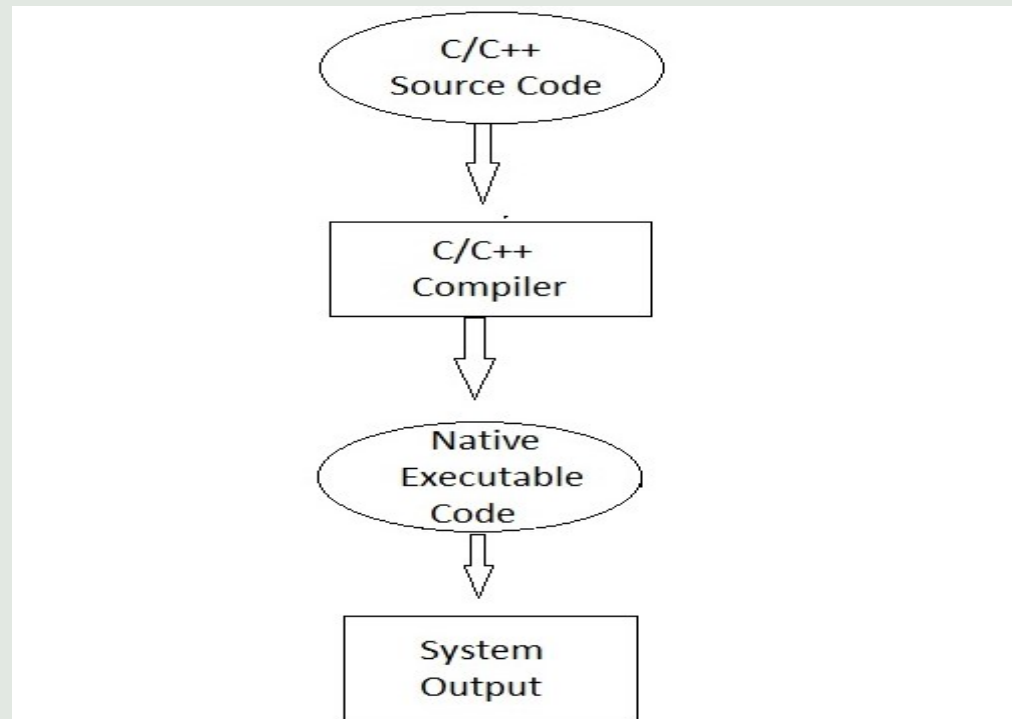 C/C++
Source Code
C/C++
Compiler
Native
Executable
Code
System
Output